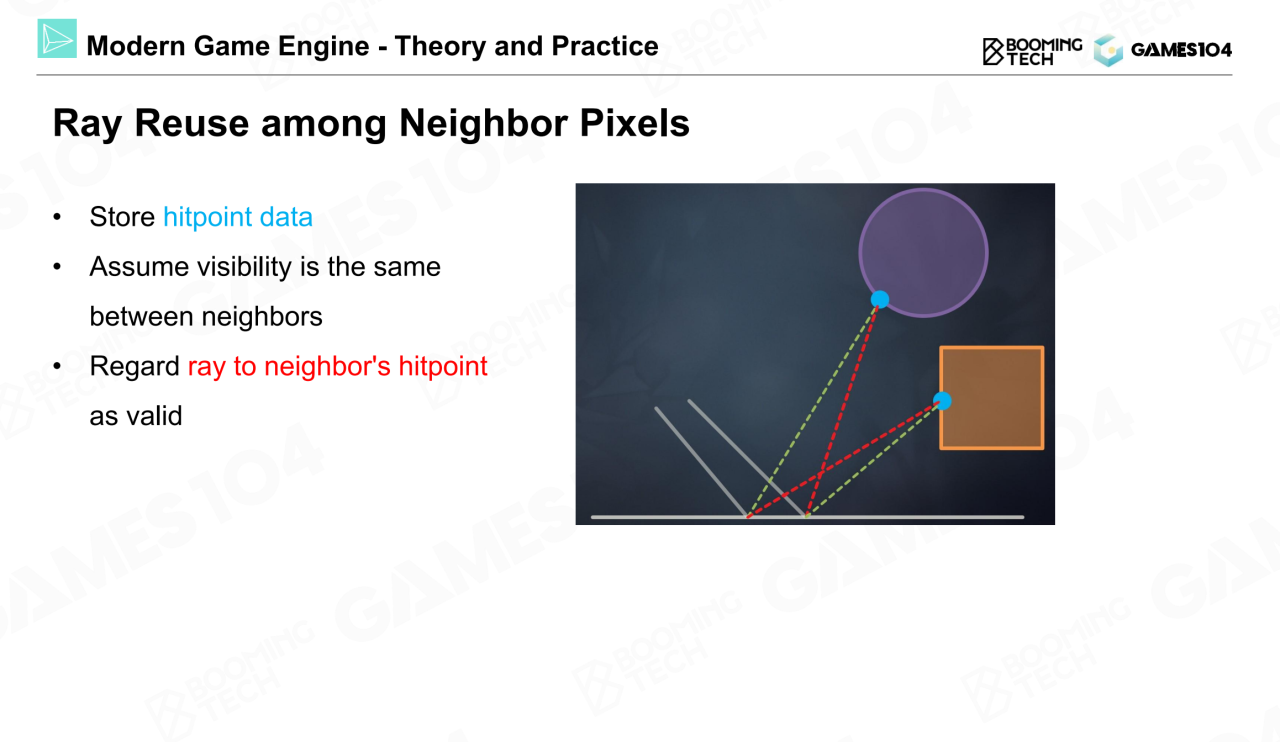 Modern Game Engine - Theory and Practice
BOOMING
TECH
GAMES104
Ray Reuse among Neighbor Pixels
• Store hitpoint data
• Assume visibility is the same
between neighbors
• Regard ray to neighbor's hitpoint
as valid